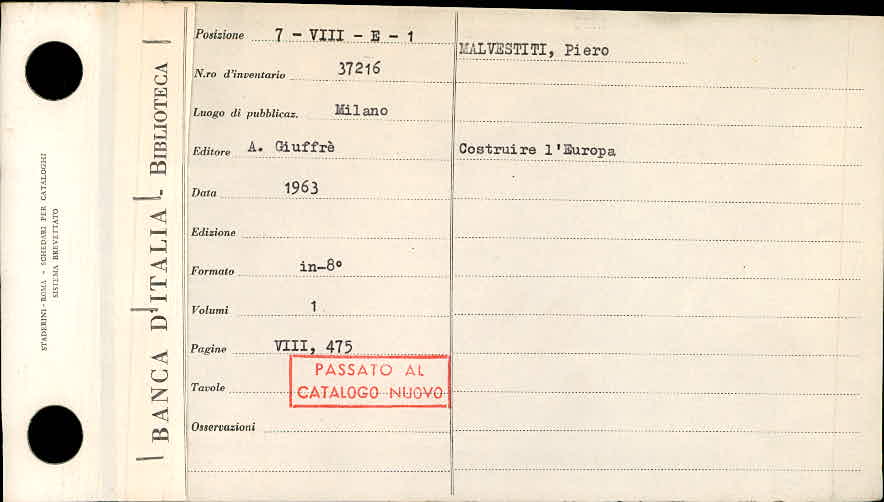 STADERINI - ROMA - SCHEDARI PER CATALOGHI
SISTEMA BREVETTATO
BANCA D'ITALIA - BIBLIOTECA
Posizione 7 - VIII - E - 1
N.ro d'inventario 37216
Luogo di pubblicaz. Milano
Editore A. Giuffrè
Data 1963
Edizione
Formato in-8°
Volumi 1
Pagine VIII, 475
PASSATO AL
CATALOGO NUOVO
Tavole
Osservazioni
MALVESTITI, Piero
Costruire l'Europa